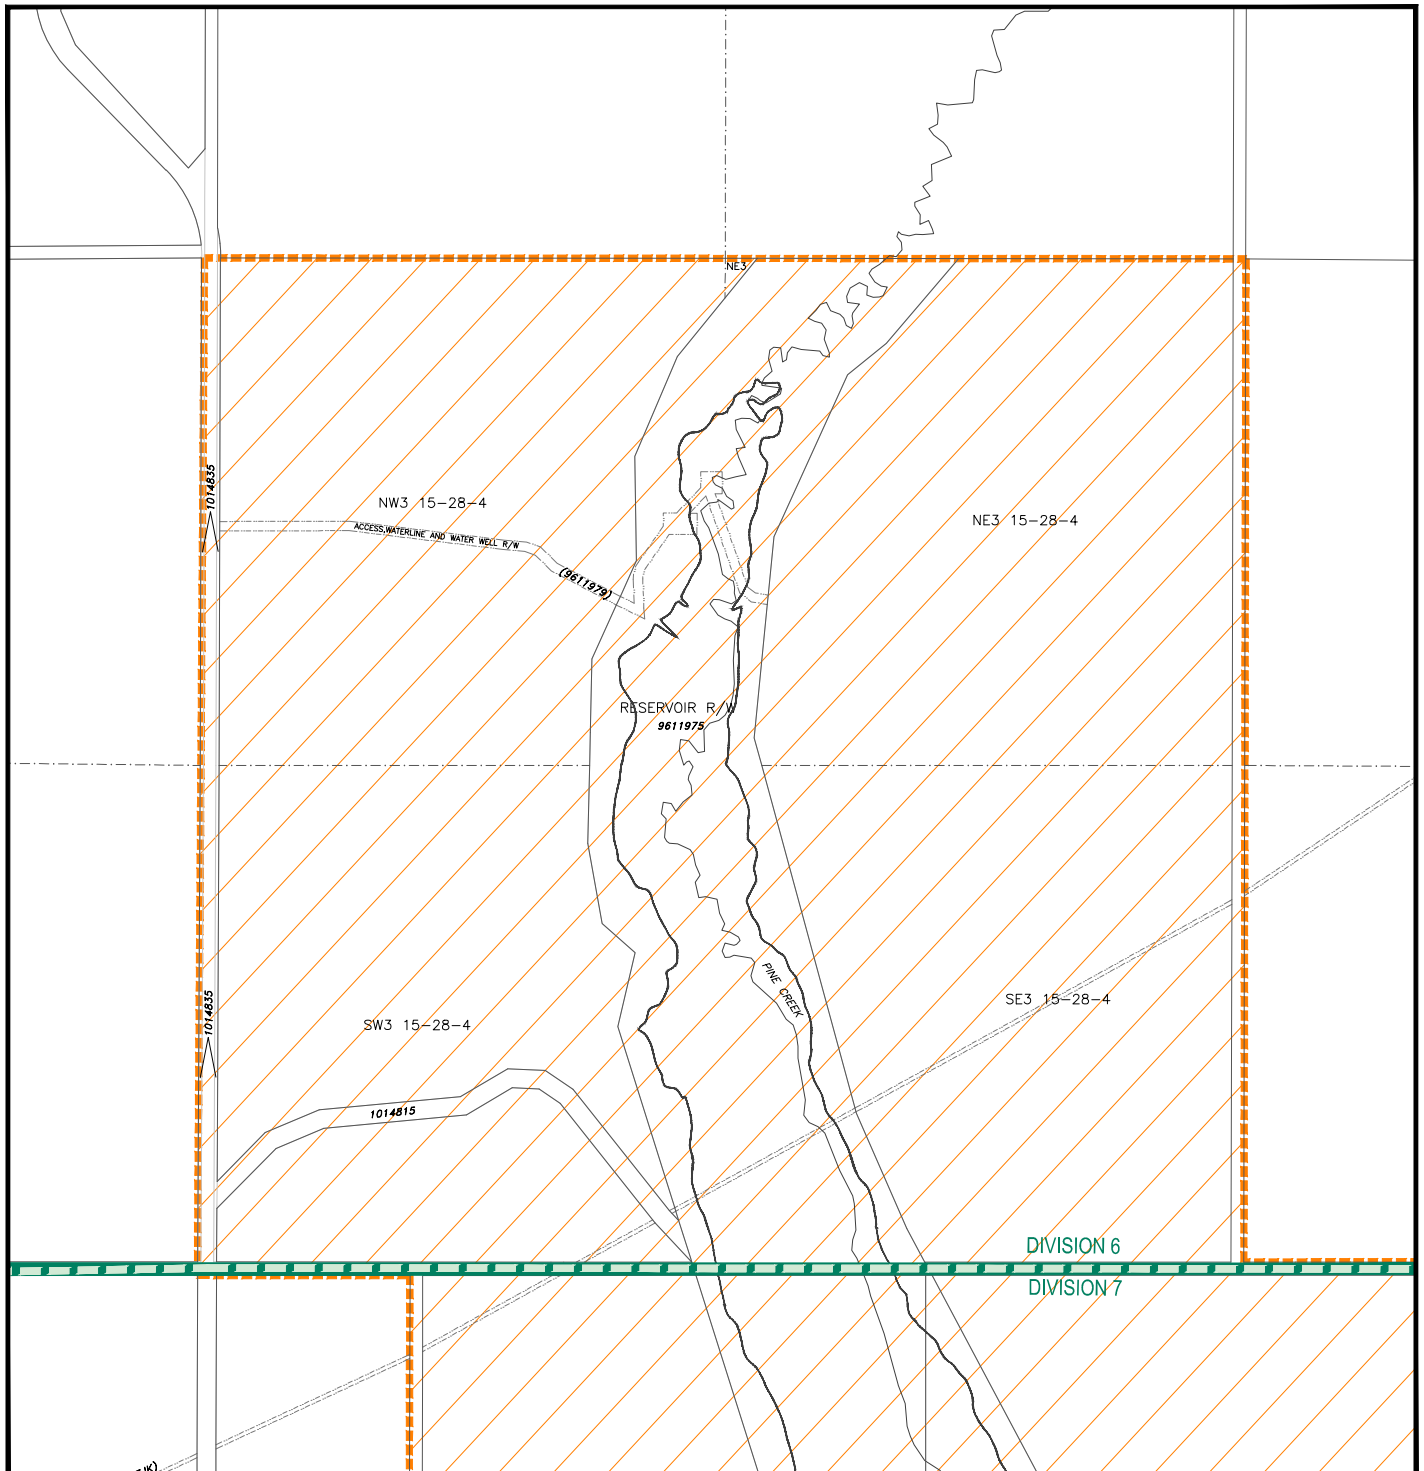 NE3
1014835
NW3 15-28-4
ACCESS,WATERLINE AND WATER WELL R/W
NE3 15-28-4
(9611979)
RESERVOIR R/W
9611975
PINE CREEK
1014835
SE3 15-28-4
SW3 15-28-4
1014815
DIVISION 6
DIVISION 7